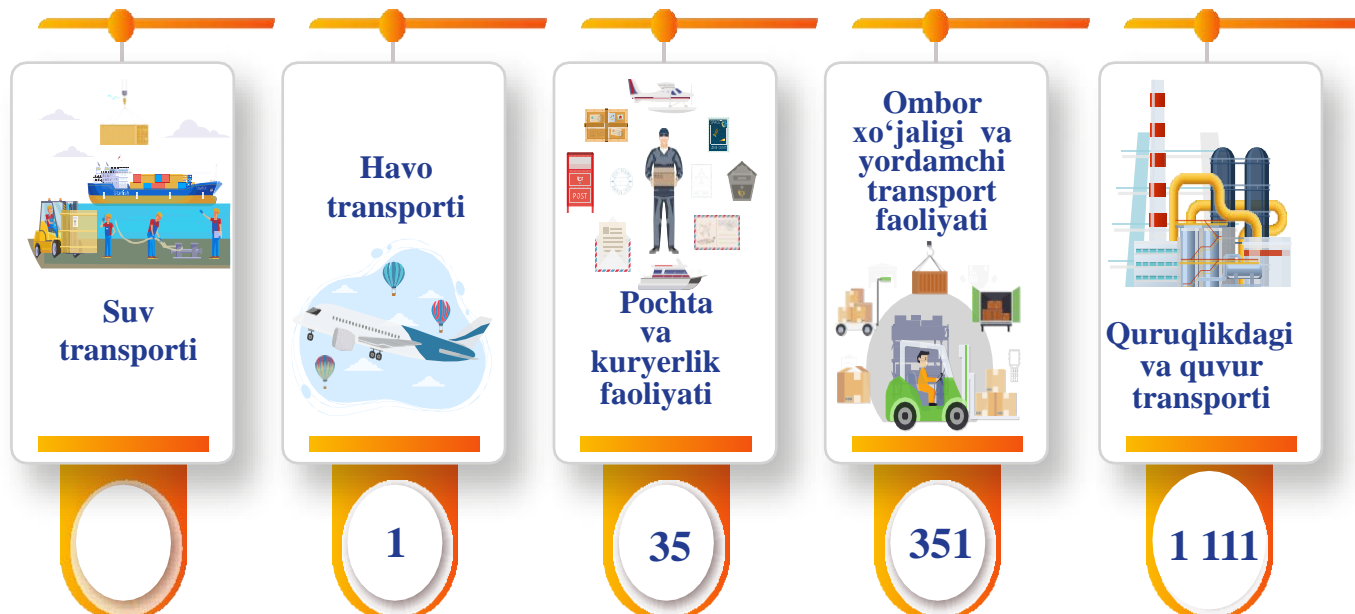 Suv
transporti
Havo
transporti
1
POST
Pochta
va
kuryerlik
faoliyati
35
Ombor
xo‘jaligi va
yordamchi
transport
faoliyati
351
Quruqlikdagi
va quvur
transporti
1 111